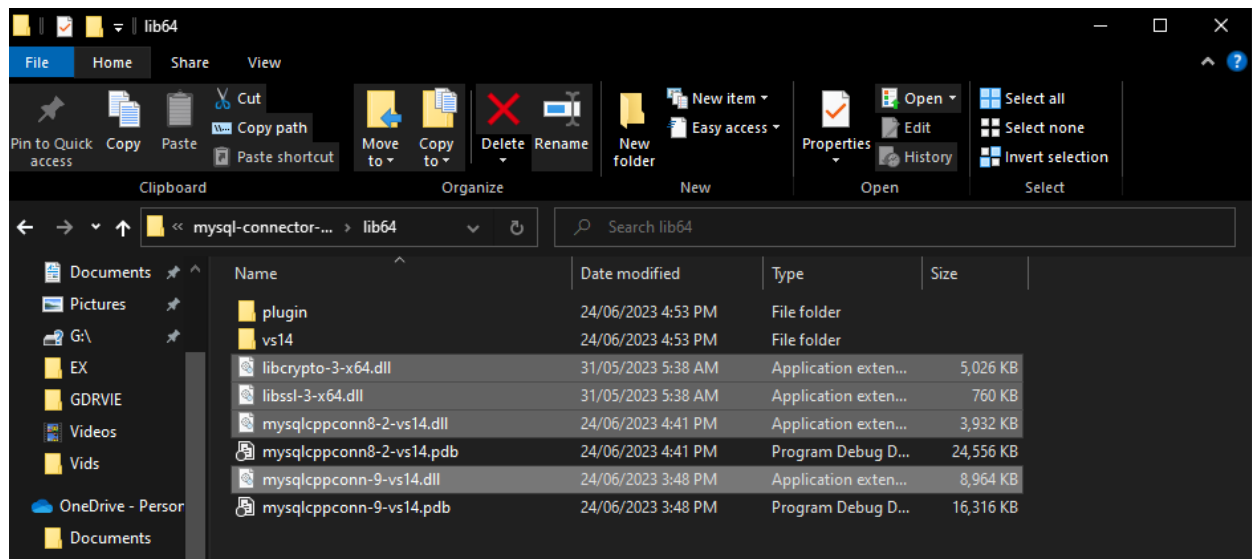 lib64
File Home Share View
Pin to Quick access
Copy
Paste
Cut
Copy path
Paste shortcut
Move to
Copy to
Delete
Rename
New folder
New item
Easy access
Properties
Open
Edit
History
Select all
Select none
Invert selection
Clipboard Organize New Open Select
« mysql-connector-... > lib64
Search lib64
Documents
Pictures
G:\
EX
GDRVIE
Videos
Vids
OneDrive - Person
Documents
Name Date modified Type Size
plugin 24/06/2023 4:53 PM File folder
vs14 24/06/2023 4:53 PM File folder
libcrypto-3-x64.dll 31/05/2023 5:38 AM Application exten... 5,026 KB
libssl-3-x64.dll 31/05/2023 5:38 AM Application exten... 760 KB
mysqlcppconn8-2-vs14.dll 24/06/2023 4:41 PM Application exten... 3,932 KB
mysqlcppconn8-2-vs14.pdb 24/06/2023 4:41 PM Program Debug D... 24,556 KB
mysqlcppconn-9-vs14.dll 24/06/2023 3:48 PM Application exten... 8,964 KB
mysqlcppconn-9-vs14.pdb 24/06/2023 3:48 PM Program Debug D... 16,316 KB